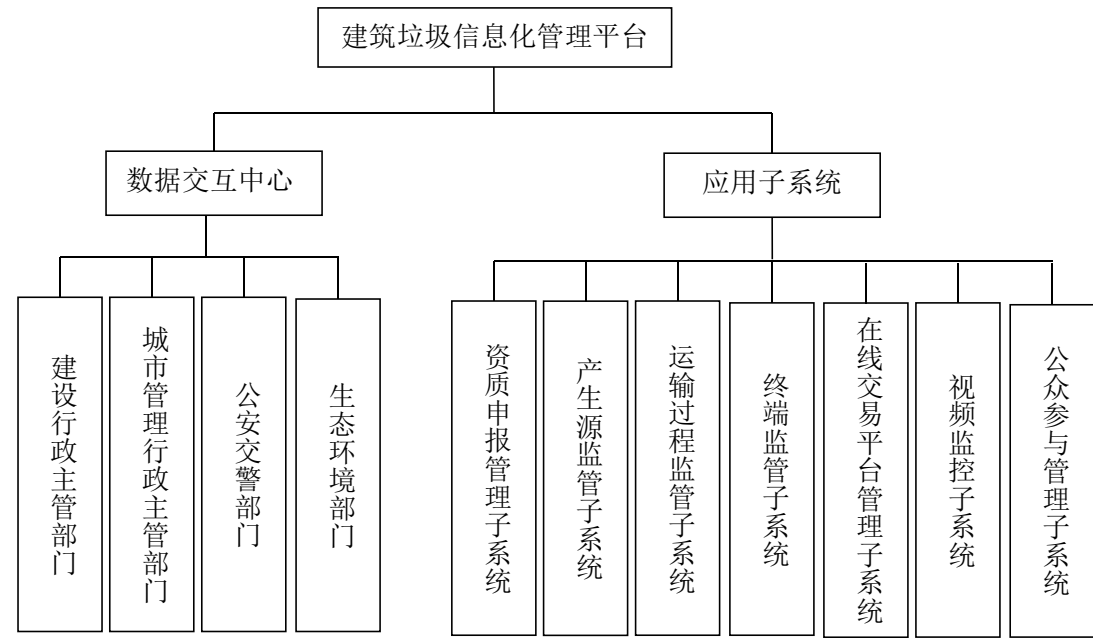 建筑垃圾信息化管理平台
数据交互中心
应用子系统
建设行政主管部门
城市管理行政主管部门
公安交警部门
生态环境部门
资质申报管理子系统
产生源监管子系统
运输过程监管子系统
终端监管子系统
在线交易平台管理子系统
视频监控子系统
公众参与管理子系统